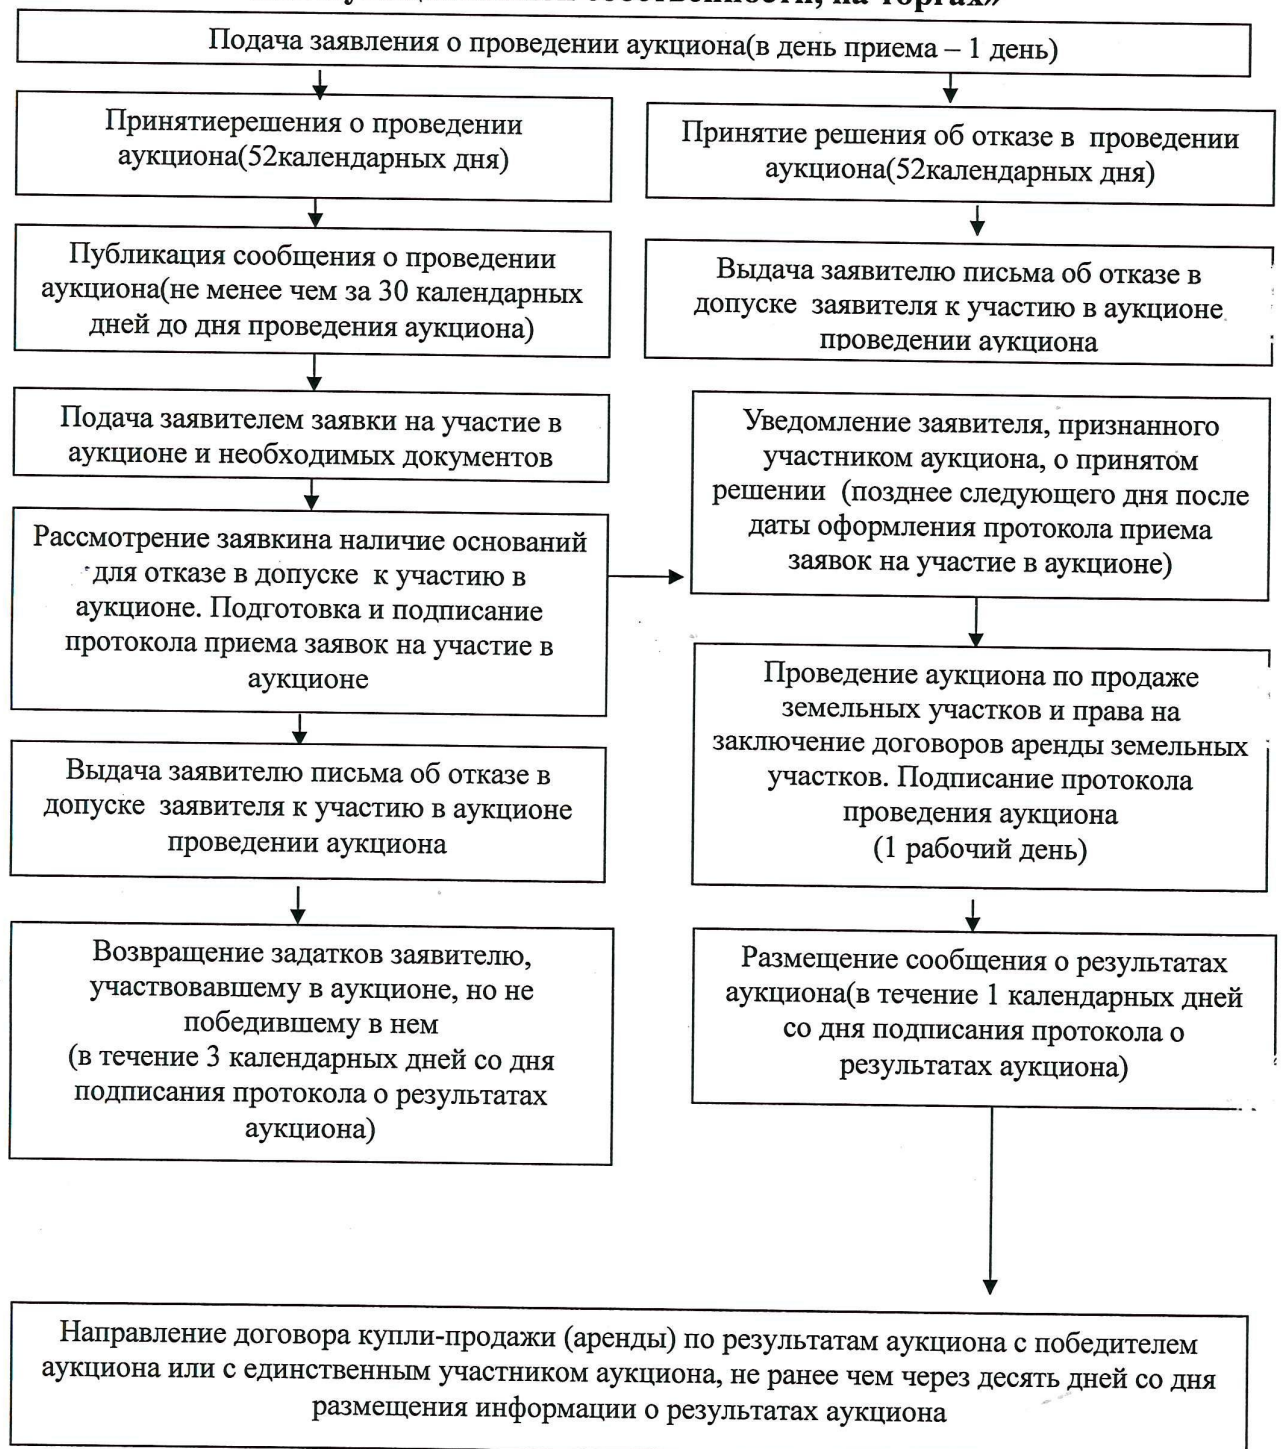 собственности, на торгах»
Подача заявления о проведении аукциона(в день приема – 1 день)
Принятиерешения о проведении
аукциона(52календарных дня)
Принятие решения об отказе в  проведении
аукциона(52календарных дня)
Публикация сообщения о проведении
аукциона(не менее чем за 30 календарных
дней до дня проведения аукциона)
Выдача заявителю письма об отказе в
допуске  заявителя к участию в аукционе
проведении аукциона
Подача заявителем заявки на участие в
аукционе и необходимых документов
Уведомление заявителя, признанного
участником аукциона, о принятом
решении  (позднее следующего дня после
даты оформления протокола приема
заявок на участие в аукционе)
Рассмотрение заявкина наличие оснований
для отказе в допуске  к участию в
аукционе. Подготовка и подписание
протокола приема заявок на участие в
аукционе
Проведение аукциона по продаже
земельных участков и права на
заключение договоров аренды земельных
участков. Подписание протокола
проведения аукциона
(1 рабочий день)
Выдача заявителю письма об отказе в
допуске  заявителя к участию в аукционе
проведении аукциона
Возвращение задатков заявителю,
участвовавшему в аукционе, но не
победившему в нем
(в течение 3 календарных дней со дня
подписания протокола о результатах
аукциона)
Размещение сообщения о результатах
аукциона(в течение 1 календарных дней
со дня подписания протокола о
результатах аукциона)
Направление договора купли-продажи (аренды) по результатам аукциона с победителем
аукциона или с единственным участником аукциона, не ранее чем через десять дней со дня
размещения информации о результатах аукциона